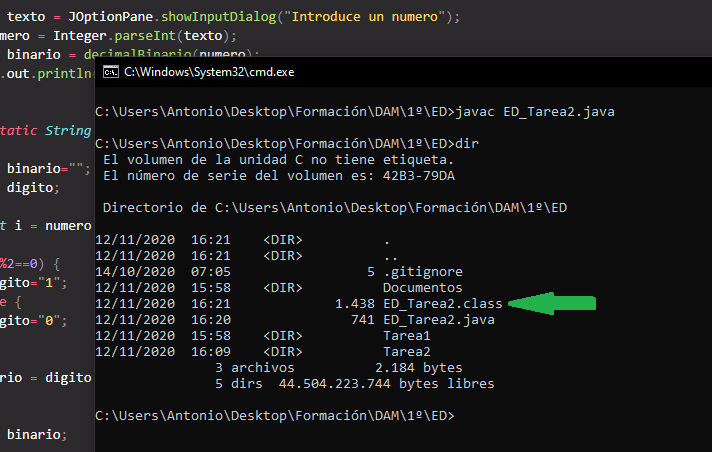 texto = JOptionPane.showInputDialog("Introduce un numero");
mero = Integer.parseInt(texto);
binario = decimalBinario(numero);
.out.println(
C:\Windows\System32\cmd.exe
C:\Users\Antonio\Desktop\Formación\DAM\1º\ED>javac ED_Tarea2.java
tatic String
C:\Users\Antonio\Desktop\Formación\DAM\1º\ED>dir
binario="";
El volumen de la unidad C no tiene etiqueta.
digito;
El número de serie del volumen es: 42B3-79DA
Directorio de C:\Users\Antonio\Desktop\Formación\DAM\1º\ED
t i = numero
12/11/2020 16:21 <DIR> .
12/11/2020 16:21 <DIR> ..
%2==0) {
14/10/2020 07:05 5 .gitignore
gito="1";
12/11/2020 15:58 <DIR> Documentos
e {
12/11/2020 16:21 1.438 ED_Tarea2.class
gito="0";
12/11/2020 16:20 741 ED_Tarea2.java
12/11/2020 15:58 <DIR> Tarea1
12/11/2020 16:09 <DIR> Tarea2
3 archivos 2.184 bytes
rio = digito
5 dirs 44.504.223.744 bytes libres
C:\Users\Antonio\Desktop\Formación\DAM\1º\ED>
binario;